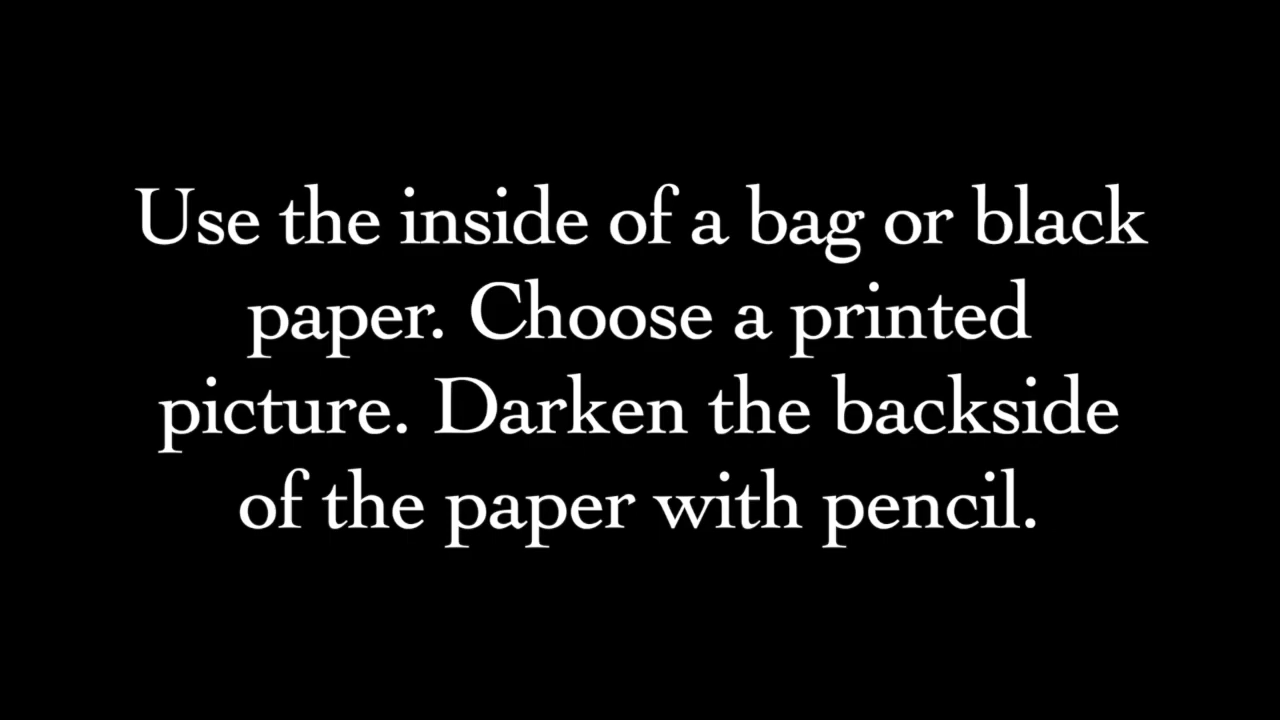 Use the inside of a bag or black
paper. Choose a printed
picture. Darken the backside
of the paper with pencil.